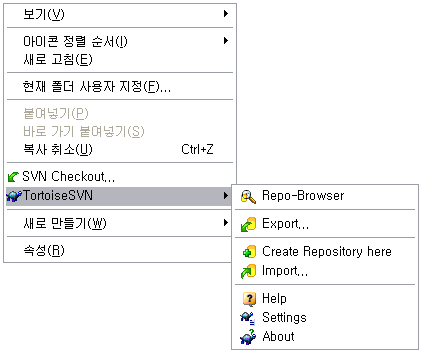 보기(V)
아이콘 정렬 순서(I)
새로 고침(E)
현재 폴더 사용자 지정(F)...
붙여넣기(P)
바로 가기 붙여넣기(S)
복사 취소(U) Ctrl+Z
SVN Checkout...
TortoiseSVN
새로 만들기(W)
속성(R)
Repo-Browser
Export...
Create Repository here
Import...
Help
Settings
About